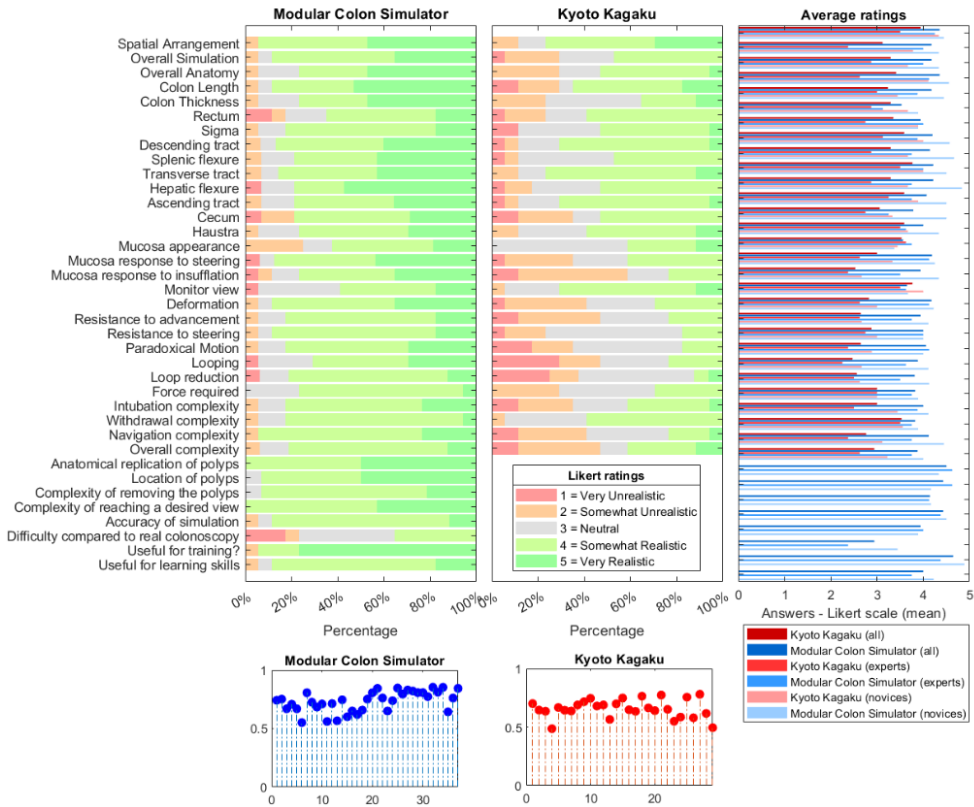 Modular Colon Simulator
Kyoto Kagaku
Average ratings
Spatial Arrangement
Overall Simulation
Overall Anatomy
Colon Length
Colon Thickness
Rectum
Sigma
Descending tract
Splenic flexure
Transverse tract
Hepatic flexure
Ascending tract
Cecum
Haustra
Mucosa appearance
Mucosa response to steering
Mucosa response to insufflation
Monitor view
Deformation
Resistance to advancement
Resistance to steering
Paradoxical Motion
Looping
Loop reduction
Force required
Intubation complexity
Withdrawal complexity
Navigation complexity
Overall complexity
Anatomical replication of polyps
Location of polyps
Complexity of removing the polyps
Complexity of reaching a desired view
Accuracy of simulation
Difficulty compared to real colonoscopy
Useful for training?
Useful for learning skills
0% 20% 40% 60% 80% 100%
Percentage
Likert ratings
1 = Very Unrealistic
2 = Somewhat Unrealistic
3 = Neutral
4 = Somewhat Realistic
5 = Very Realistic
0% 20% 40% 60% 80% 100%
Percentage
0 1 2 3 4 5
Answers - Likert scale (mean)
Kyoto Kagaku (all)
Modular Colon Simulator (all)
Kyoto Kagaku (experts)
Modular Colon Simulator (experts)
Kyoto Kagaku (novices)
Modular Colon Simulator (novices)
Modular Colon Simulator
1
0.5
0
0 10 20 30
Kyoto Kagaku
1
0.5
0
0 10 20